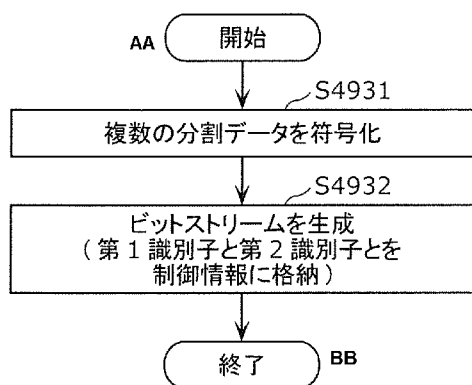 AA
開始
S4931
複数の分割データを符号化
S4932
ビットストリームを生成
(第1識別子と第2識別子とを
制御情報に格納)
終了
BB